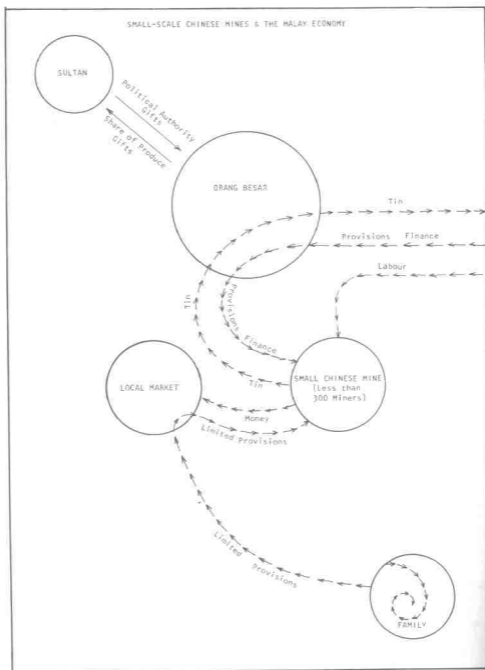 SMALL-SCALE CHINESE MINES & THE MALAY ECONOMY
SULTAN
Political Authority
Gifts
Share of Produce
Gifts
ORANG BESAR
Tin
Provisions Finance
Labour
Tin
Provisions
Finance
Tin
SMALL CHINESE MINE
(Less than
300 Miners)
LOCAL MARKET
Money
Limited Provisions
Limited Provisions
FAMILY